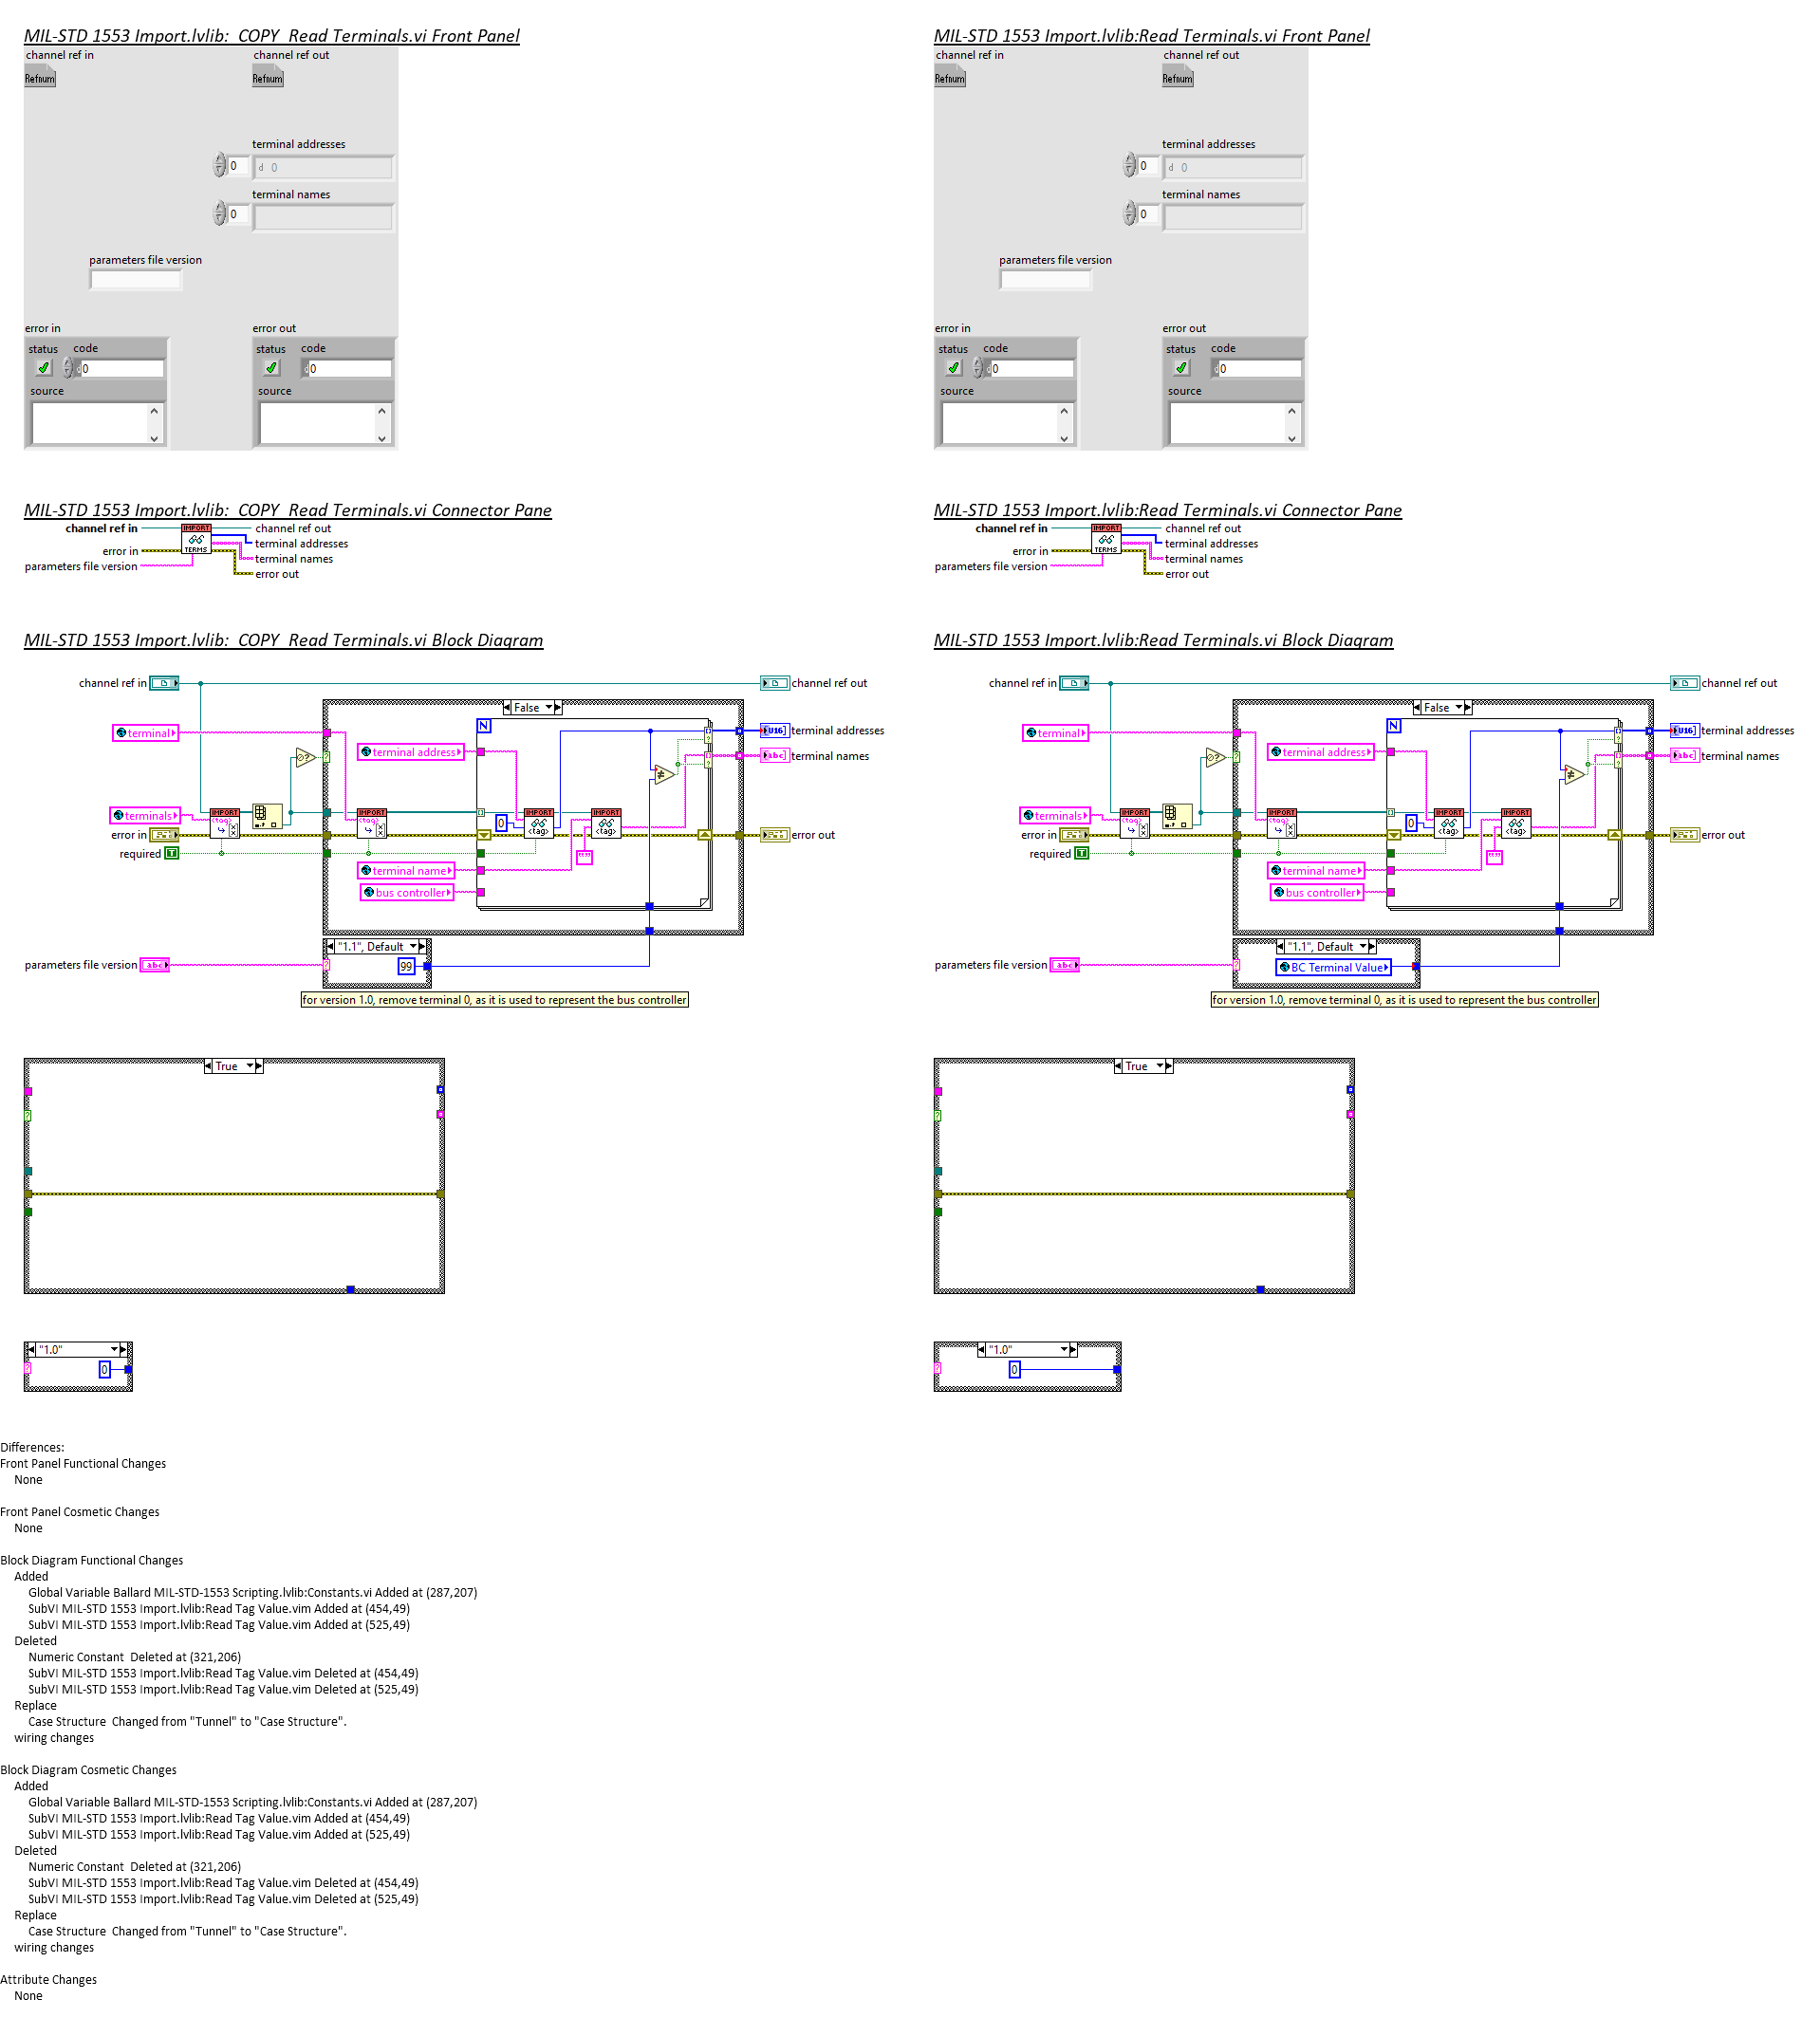 MIL-STD 1553 Import.lvlib:  COPY  Read Terminals.vi Front Panel
channel ref in
channel ref out
Refnum
Refnum
terminal addresses
0
d 0
terminal names
0
parameters file version
error in
error out
status
code
status
code
d0
d0
source
source
MIL-STD 1553 Import.lvlib:Read Terminals.vi Front Panel
channel ref in
channel ref out
Refnum
Refnum
terminal addresses
0
d 0
terminal names
0
parameters file version
error in
error out
status
code
status
code
d0
d0
source
source
MIL-STD 1553 Import.lvlib:  COPY  Read Terminals.vi Connector Pane
channel ref in
IMPORT
TERMS
channel ref out
terminal addresses
error in
terminal names
parameters file version
error out
MIL-STD 1553 Import.lvlib:Read Terminals.vi Connector Pane
channel ref in
IMPORT
TERMS
channel ref out
terminal addresses
error in
terminal names
parameters file version
error out
MIL-STD 1553 Import.lvlib:  COPY  Read Terminals.vi Block Diagram
channel ref in
channel ref out
False
N
terminal
[U16]
terminal addresses
terminal address
[abc]
terminal names
terminals
IMPORT
<tag>
IMPORT
<tag>
0
IMPORT
<tag>
IMPORT
<tag>
error in
error out
required
T
""
terminal name
bus controller
"1.1", Default
parameters file version
abc
99
for version 1.0, remove terminal 0, as it is used to represent the bus controller
MIL-STD 1553 Import.lvlib:Read Terminals.vi Block Diagram
channel ref in
channel ref out
False
N
terminal
[U16]
terminal addresses
terminal address
[abc]
terminal names
terminals
IMPORT
<tag>
IMPORT
<tag>
0
IMPORT
<tag>
IMPORT
<tag>
error in
error out
required
T
""
terminal name
bus controller
"1.1", Default
parameters file version
abc
BC Terminal Value
for version 1.0, remove terminal 0, as it is used to represent the bus controller
True
True
"1.0"
0
"1.0"
0
Differences:
Front Panel Functional Changes
None
Front Panel Cosmetic Changes
None
Block Diagram Functional Changes
Added
Global Variable Ballard MIL-STD-1553 Scripting.lvlib:Constants.vi Added at (287,207)
SubVI MIL-STD 1553 Import.lvlib:Read Tag Value.vim Added at (454,49)
SubVI MIL-STD 1553 Import.lvlib:Read Tag Value.vim Added at (525,49)
Deleted
Numeric Constant  Deleted at (321,206)
SubVI MIL-STD 1553 Import.lvlib:Read Tag Value.vim Deleted at (454,49)
SubVI MIL-STD 1553 Import.lvlib:Read Tag Value.vim Deleted at (525,49)
Replace
Case Structure  Changed from "Tunnel" to "Case Structure".
wiring changes
Block Diagram Cosmetic Changes
Added
Global Variable Ballard MIL-STD-1553 Scripting.lvlib:Constants.vi Added at (287,207)
SubVI MIL-STD 1553 Import.lvlib:Read Tag Value.vim Added at (454,49)
SubVI MIL-STD 1553 Import.lvlib:Read Tag Value.vim Added at (525,49)
Deleted
Numeric Constant  Deleted at (321,206)
SubVI MIL-STD 1553 Import.lvlib:Read Tag Value.vim Deleted at (454,49)
SubVI MIL-STD 1553 Import.lvlib:Read Tag Value.vim Deleted at (525,49)
Replace
Case Structure  Changed from "Tunnel" to "Case Structure".
wiring changes
Attribute Changes
None